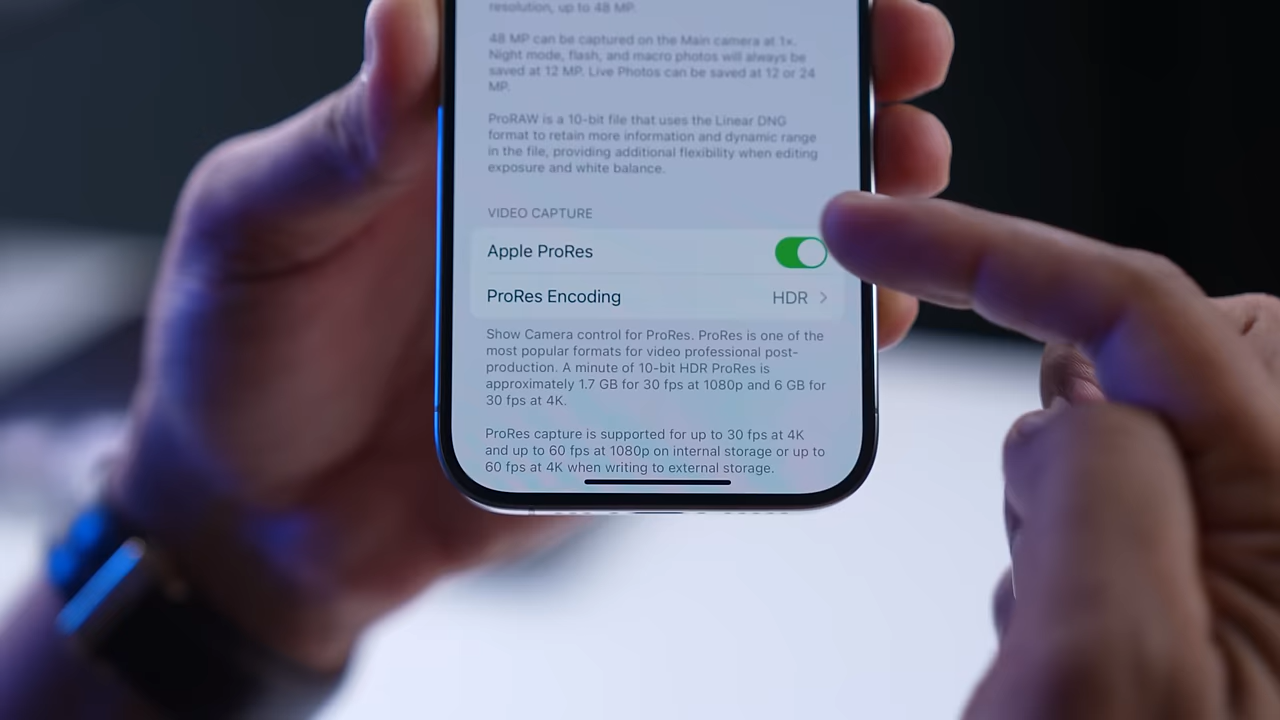 resolution, up to 48 MP.
48 MP can be captured on the Main camera at 1x.
Night mode, flash, and macro photos will always be
saved at 12 MP. Live Photos can be saved at 12 or 24
MP.
ProRAW is a 10-bit file that uses the Linear DNG
format to retain more information and dynamic range
in the file, providing additional flexibility when editing
exposure and white balance.
VIDEO CAPTURE
Apple ProRes
ProRes Encoding HDR
Show Camera control for ProRes. ProRes is one of the
most popular formats for video professional post-
production. A minute of 10-bit HDR ProRes is
approximately 1.7 GB for 30 fps at 1080p and 6 GB for
30 fps at 4K.
ProRes capture is supported for up to 30 fps at 4K
and up to 60 fps at 1080p on internal storage or up to
60 fps at 4K when writing to external storage.